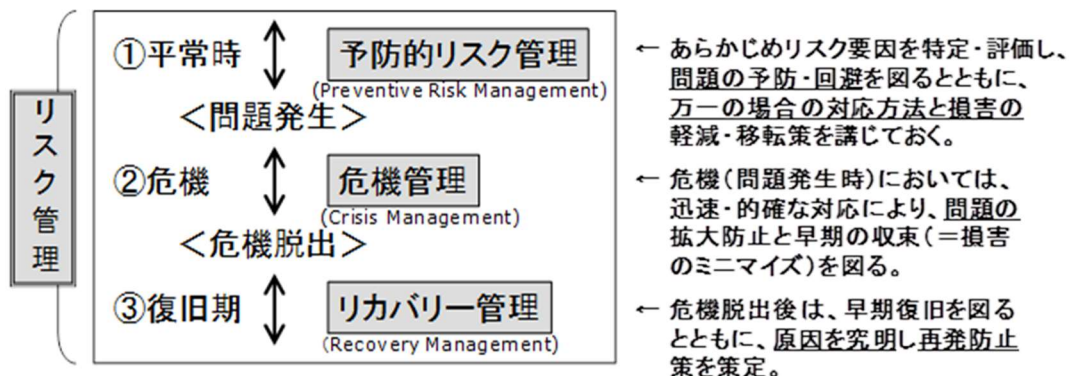 リスク管理
①平常時
予防的リスク管理
(Preventive Risk Management)
＜問題発生＞
②危機
危機管理
(Crisis Management)
＜危機脱出＞
③復旧期
リカバリー管理
(Recovery Management)
← あらかじめリスク要因を特定・評価し、
問題の予防・回避を図るとともに、
万一の場合の対応方法と損害の
軽減・移転策を講じておく。
← 危機（問題発生時）においては、
迅速・的確な対応により、問題の
拡大防止と早期の収束（＝損害
のミニマイズ）を図る。
← 危機脱出後は、早期復旧を図る
とともに、原因を究明し再発防止
策を策定。